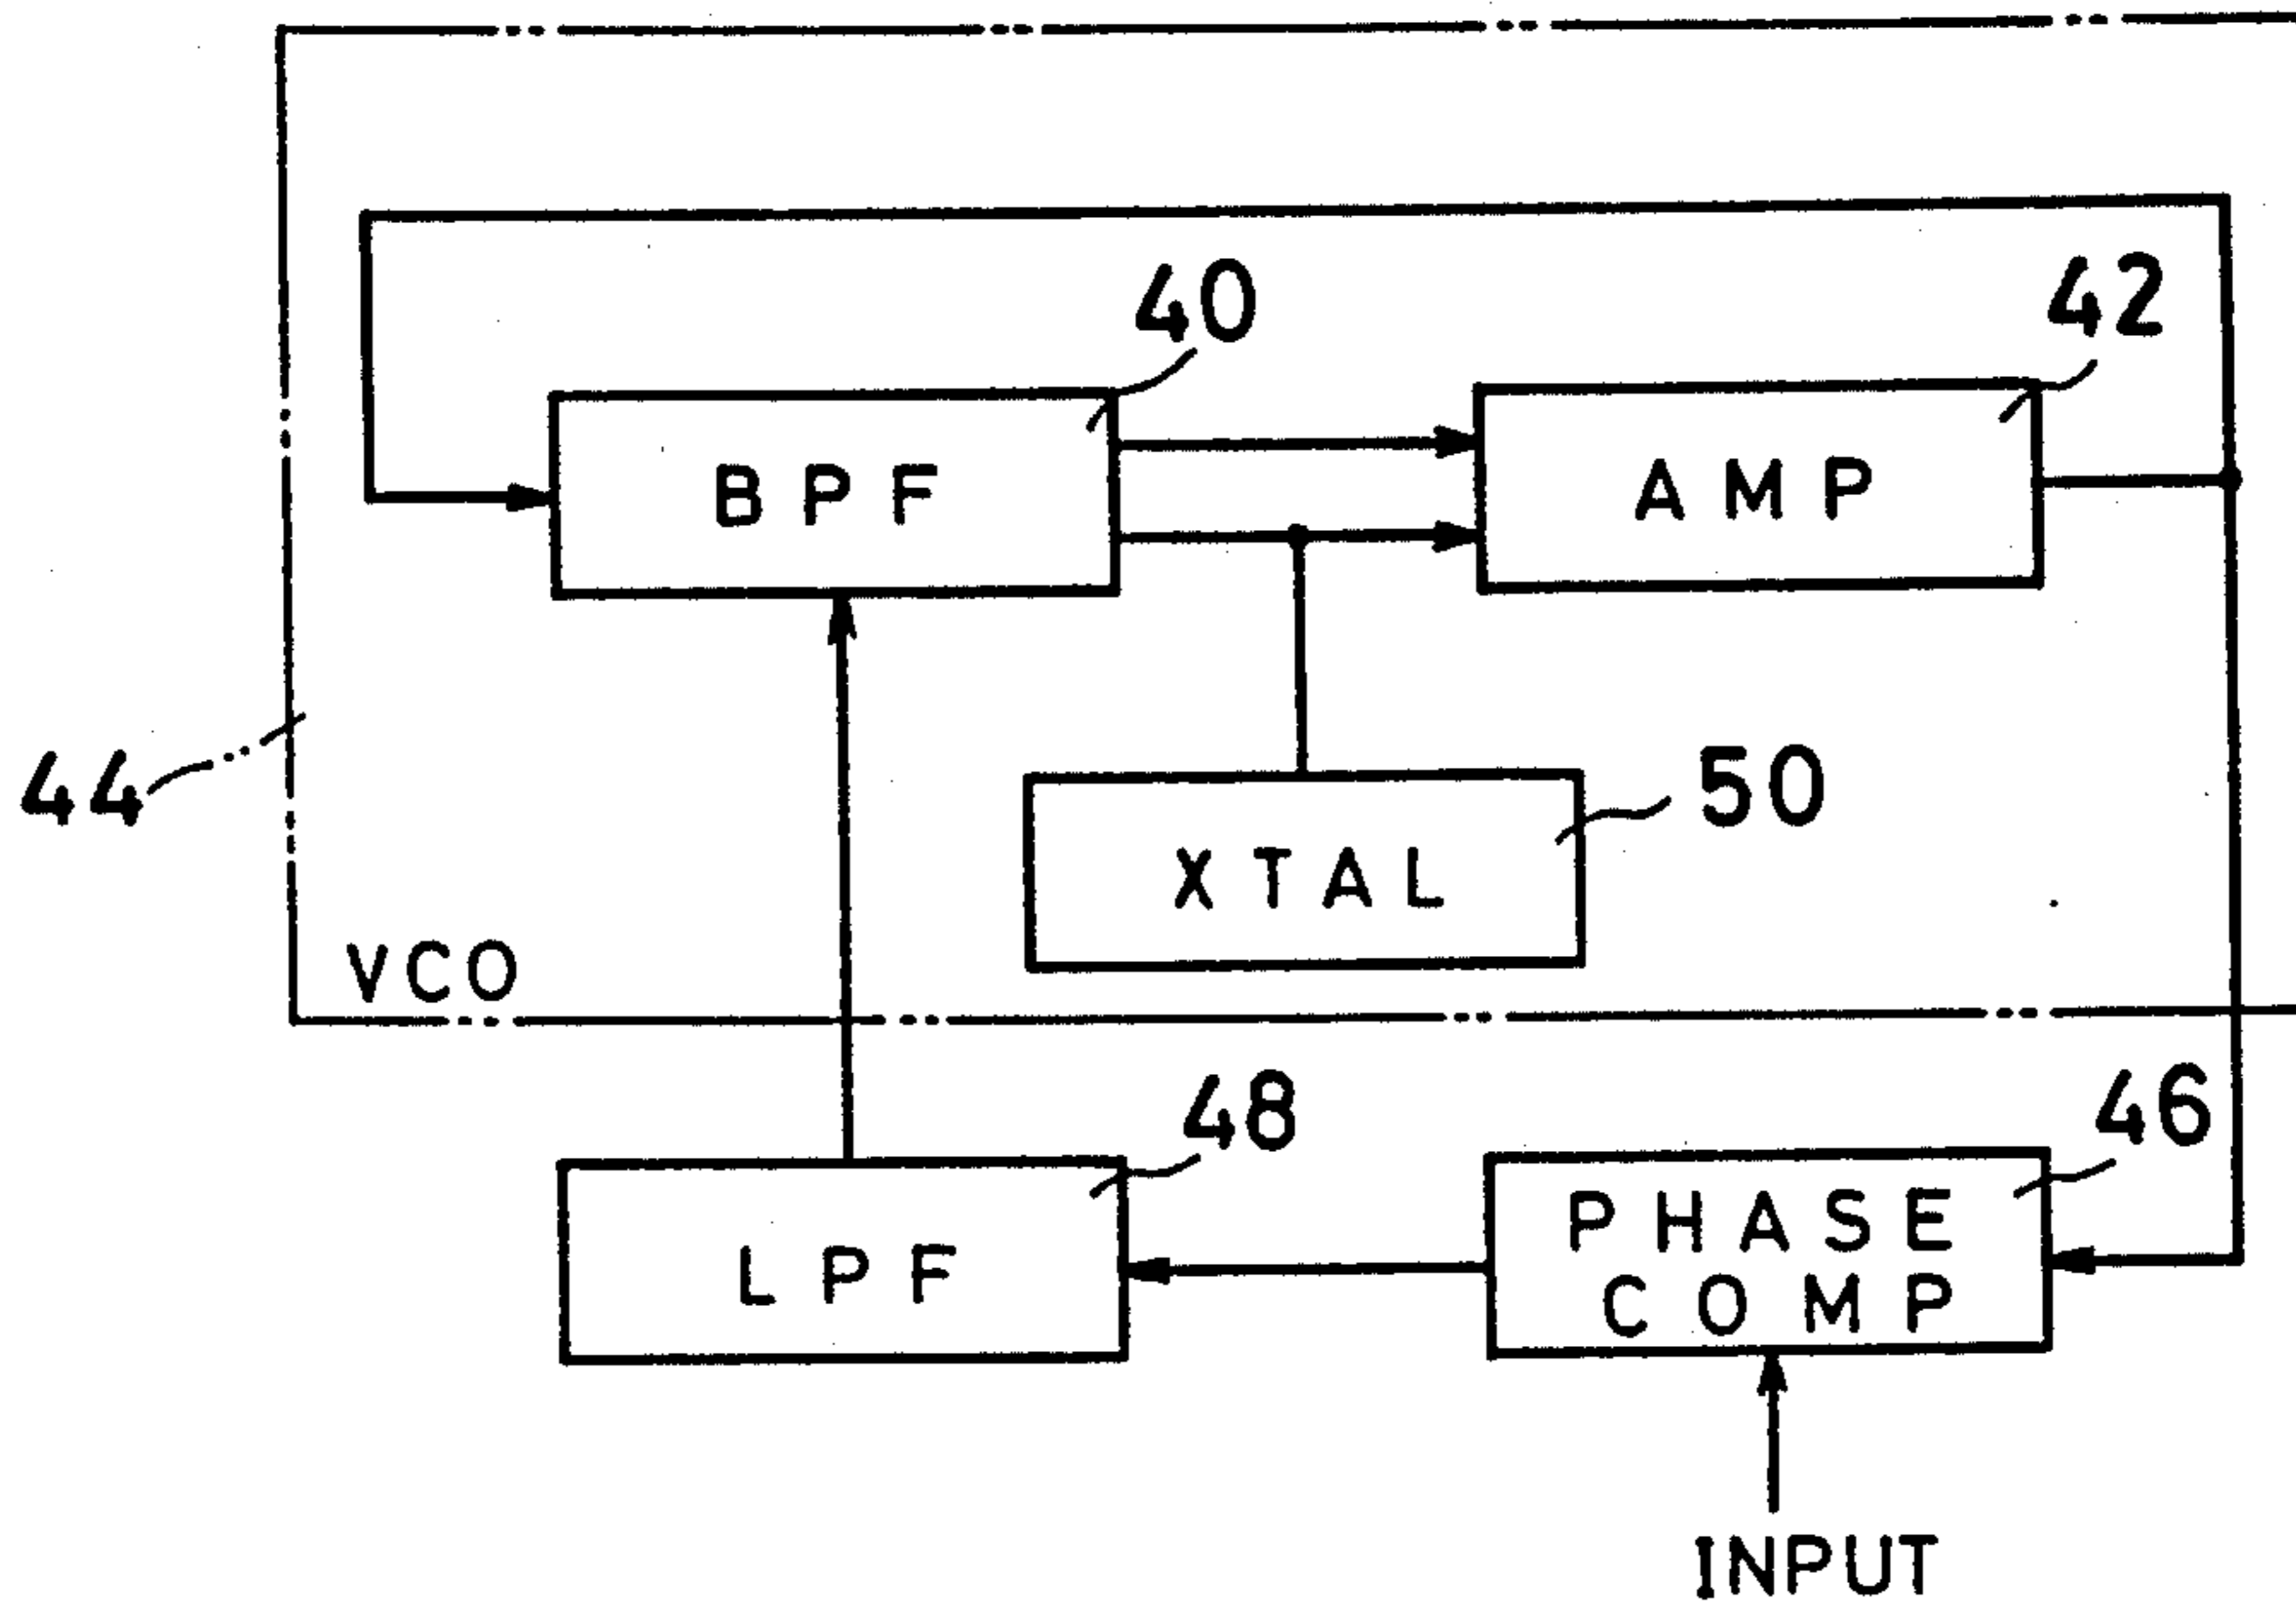 40
42
BPF
AMP
44
50
XTAL
VCO
48
46
LPF
PHASE
COMP
INPUT